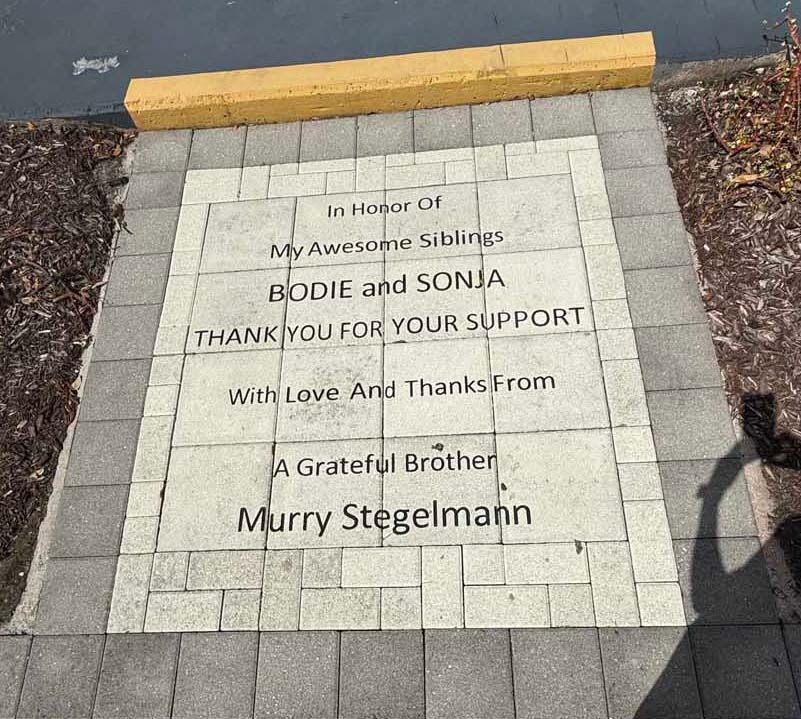 In Honor Of
My Awesome Siblings
BODIE and SONJA
THANK YOU FOR YOUR SUPPORT
With Love And Thanks From
A Grateful Brother
Murry Stegelmann